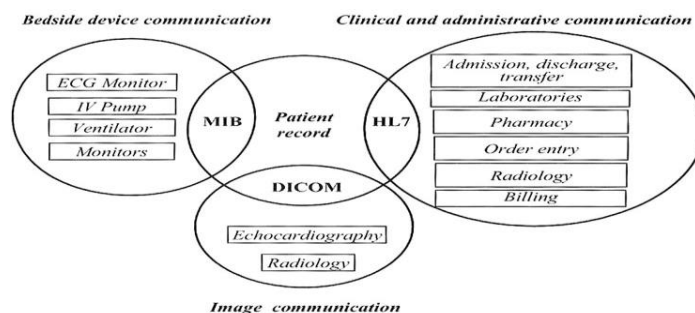 Bedside device communication
Clinical and administrative communication
ECG Monitor
IV Pump
Ventilator
Monitors
MIB
Patient
record
HL7
Admission, discharge,
transfer
Laboratories
Pharmacy
Order entry
Radiology
Billing
DICOM
Echocardiography
Radiology
Image communication